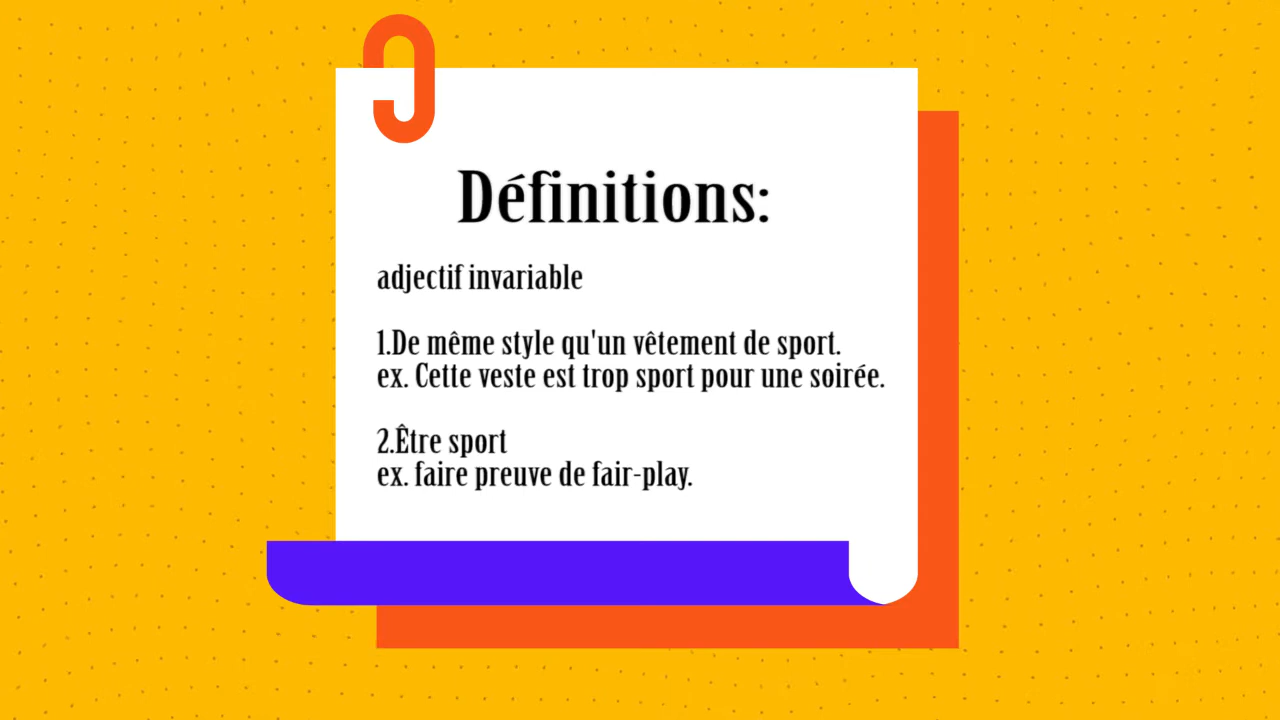 Définitions:
adjectif invariable
1.De même style qu'un vêtement de sport.
ex. Cette veste est trop sport pour une soirée.
2.Être sport
ex. faire preuve de fair-play.